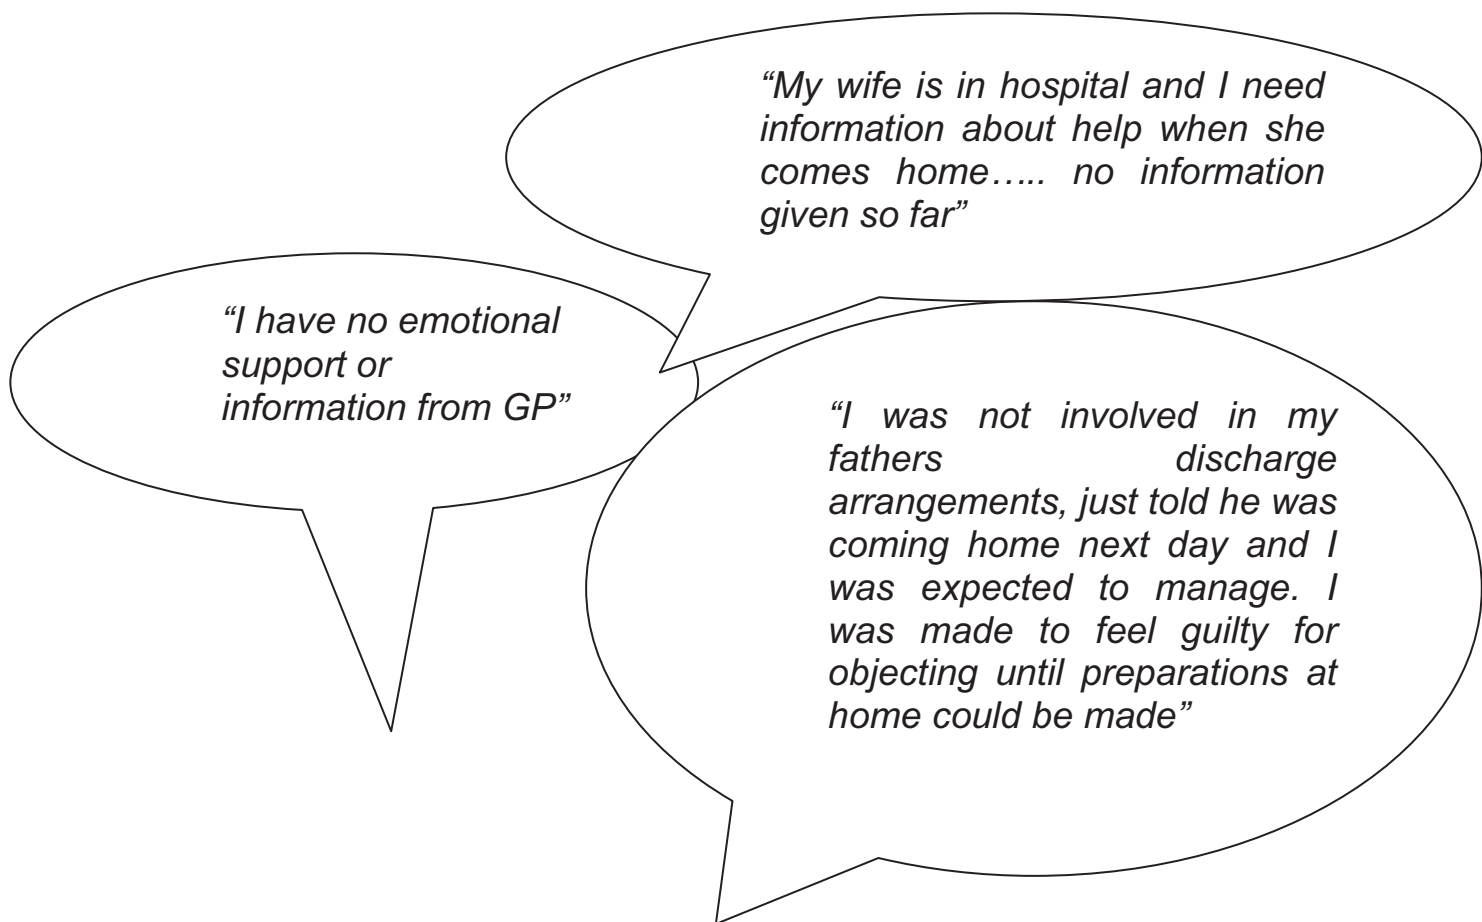 “My wife is in hospital and I need
information about help when she
comes home….. no information
given so far”
“I have no emotional
support or
information from GP”
“I was not involved in my
fathers discharge
arrangements, just told he was
coming home next day and I
was expected to manage. I
was made to feel guilty for
objecting until preparations at
home could be made”